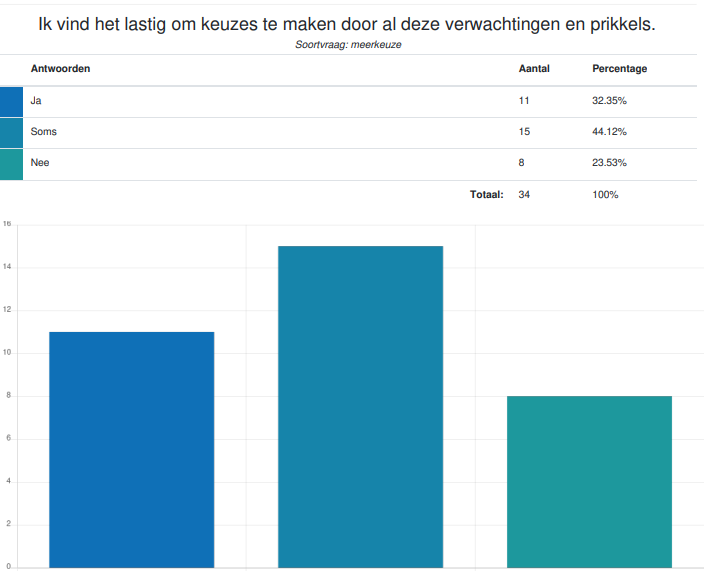 Ik vind het lastig om keuzes te maken door al deze verwachtingen en prikkels.
Soortvraag: meerkeuze
Antwoorden Aantal Percentage
Ja 11 32.35%
Soms 15 44.12%
Nee 8 23.53%
Totaal: 34 100%
16
14
12
10
8
6
4
2
0